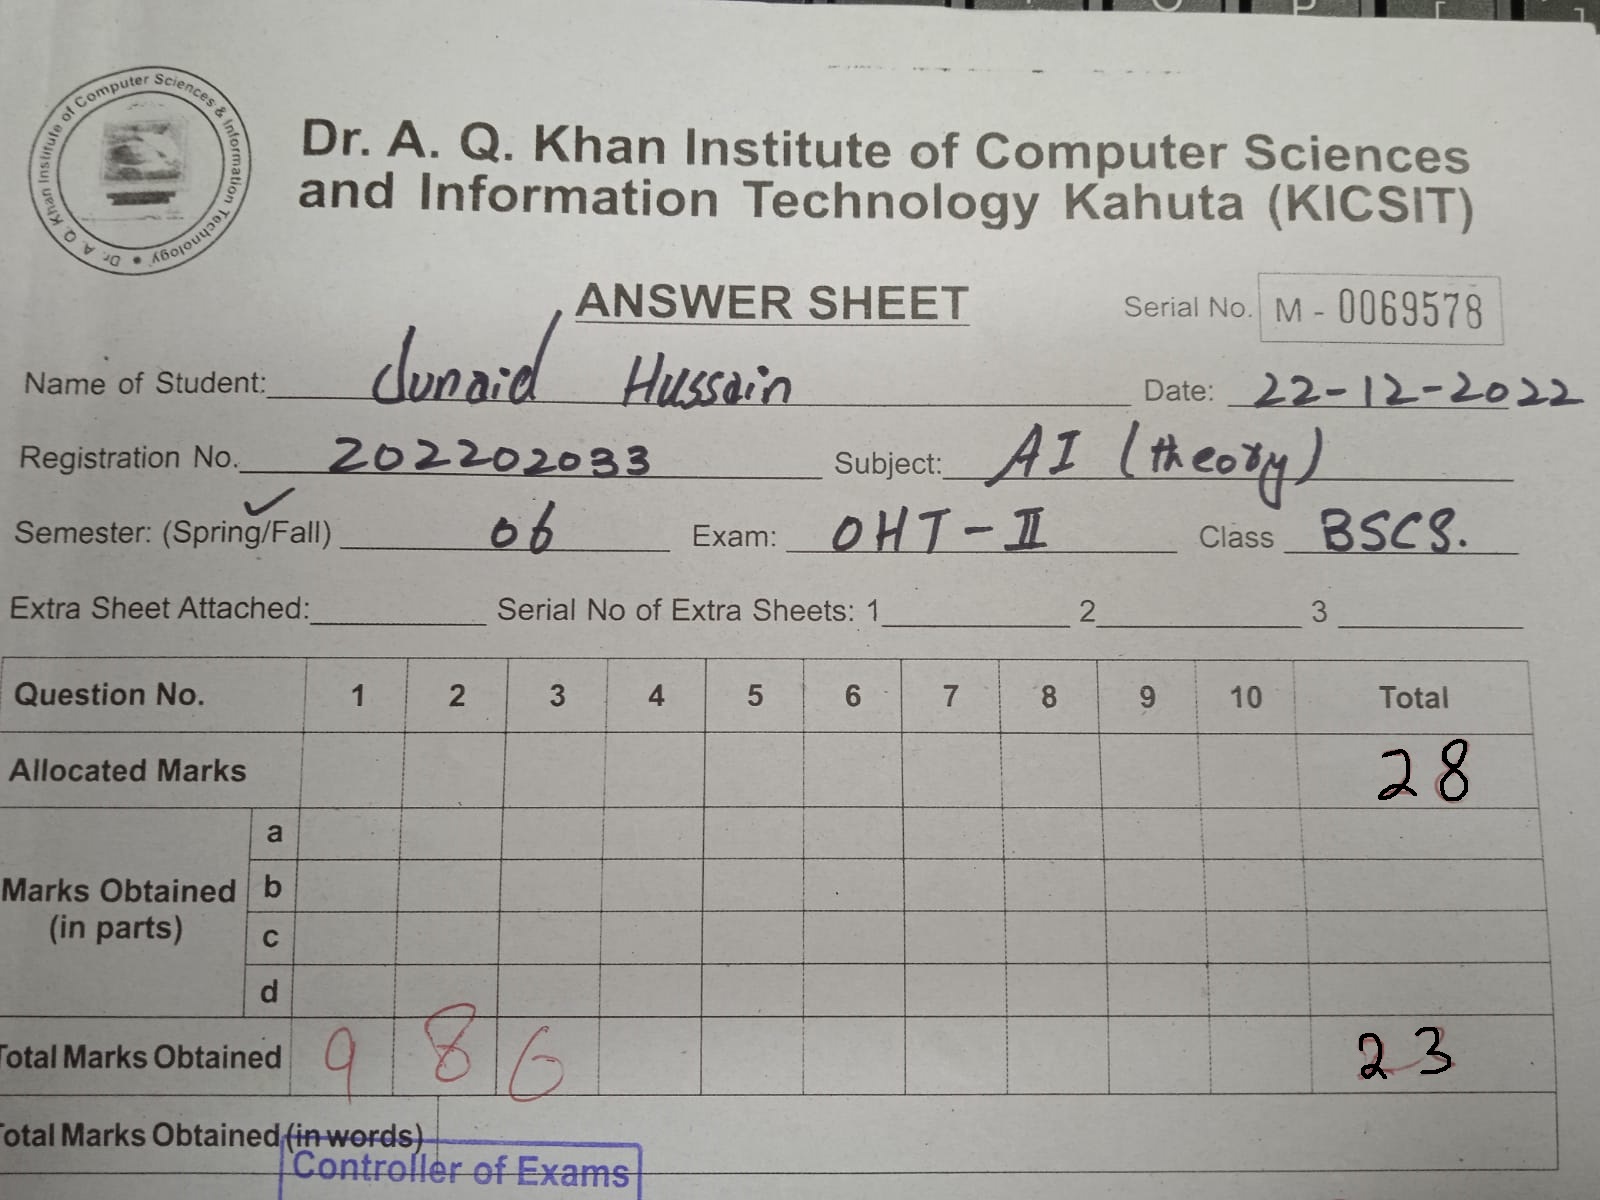 Dr. A. Q. Khan Institute of Computer Sciences & Information Technology
Dr. A. Q. Khan Institute of Computer Sciences
and Information Technology Kahuta (KICSIT)
ANSWER SHEET
Serial No. M - 0069578
Name of Student: Junaid Hussain Date: 22-12-2022
Registration No. 202202033 Subject: AI (theory)
Semester: (Spring/Fall) 06 Exam: OHT-II Class BSCS.
Extra Sheet Attached: Serial No of Extra Sheets: 1 2 3
Question No. 1 2 3 4 5 6 7 8 9 10 Total
Allocated Marks 28
Marks Obtained
(in parts)
a
b
c
d
Total Marks Obtained 9 8 6 23
Total Marks Obtained (in words)
Controller of Exams